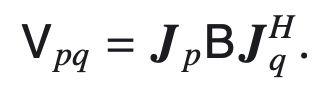 V_{pq} = J_p B J_q^H.